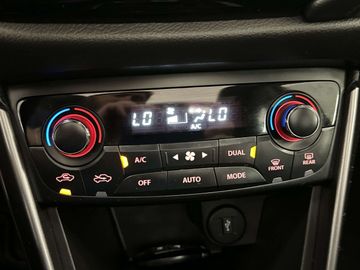 LO LO
A/C
A/C DUAL
FRONT REAR
OFF AUTO MODE